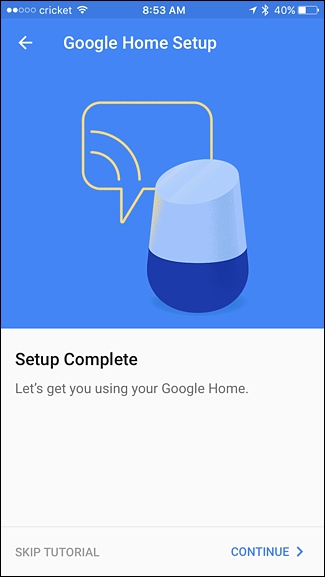 cricket 8:53 AM 40%
Google Home Setup
Setup Complete
Let's get you using your Google Home.
SKIP TUTORIAL CONTINUE